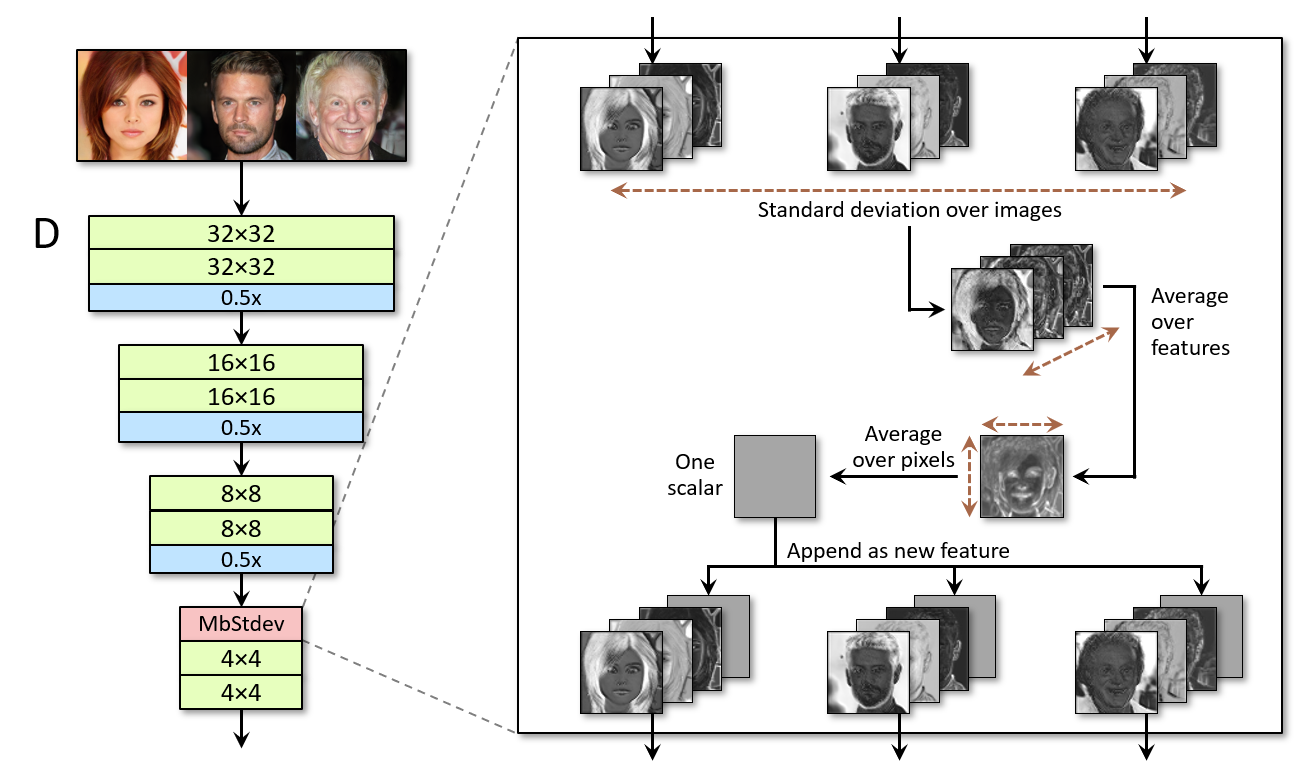 D
32×32
32×32
0.5x
16×16
16×16
0.5x
8×8
8×8
0.5x
MbStdev
4×4
4×4
Standard deviation over images
Average
over
features
Average
over pixels
One
scalar
Append as new feature